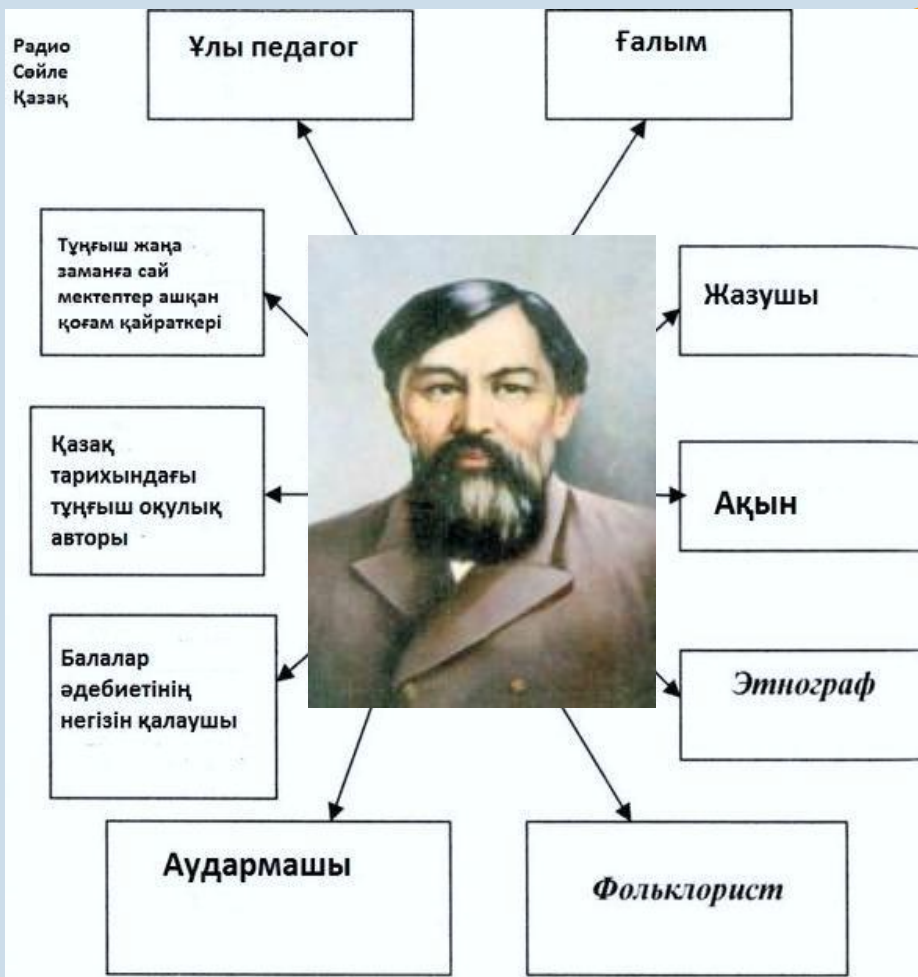 Радио
Сөйле
Қазақ
Ұлы педагог
Ғалым
Тұңғыш жаңа
заманға сай
мектептер ашқан
қоғам қайраткері
Жазушы
Қазақ
тарихындағы
тұңғыш оқулық
авторы
Ақын
Балалар
әдебиетінің
негізін қалаушы
Этнограф
Аудармашы
Фольклорист